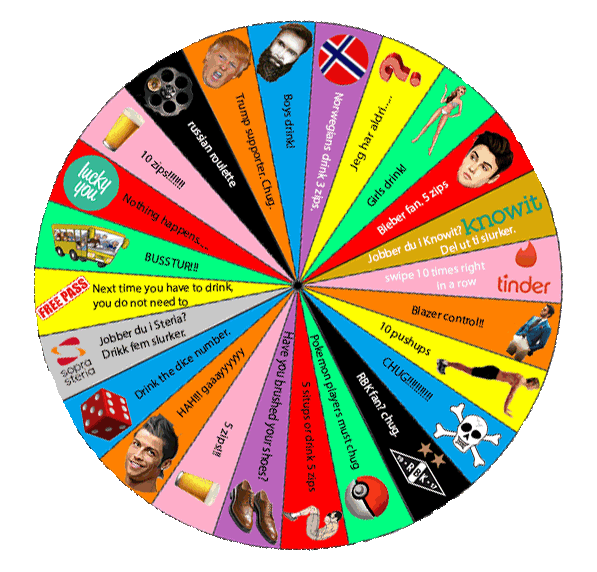 Boys drink!
Norwegians drink 3 zips.
Jeg har aldri.....
Girls drink!
Bieber fan, 5 zips
Jobber du i Knowit?
Del ut ti slurker.
knowit
swipe 10 times right
in a row
tinder
Blazer control!!
10 pushups
CHUG!!!!!!!!!!
RBK fan? chug.
19 RBK 17
Pokemon players must chug
5 situps or drink 5 zips
Have you brushed your shoes?
5 zips!!!
HAH!!! gaaayyyyyy
Drink the dice number.
Jobber du i Steria?
Drikk fem slurker.
sopra
steria
Next time you have to drink,
you do not need to
FREE PASS
BUSSTUR!!!
Nothing happens....
lucky
you
10 zips!!!!!!!
russian roulette
Trump supporter. Chug.